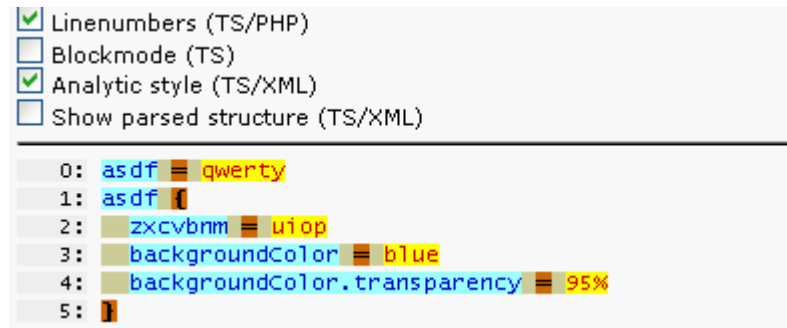 Linenumbers (TS/PHP)
Blockmode (TS)
Analytic style (TS/XML)
Show parsed structure (TS/XML)
0: asdf = qwerty
1: asdf {
2:   zxcvbnm = uiop
3:   backgroundColor = blue
4:   backgroundColor.transparency = 95%
5: }